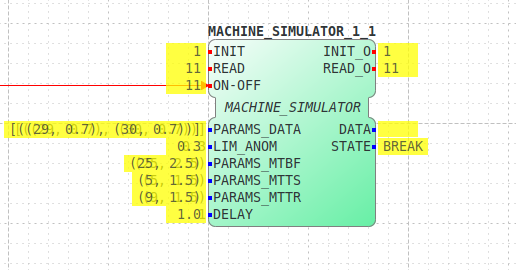 MACHINE_SIMULATOR_1_1
1 INIT INIT_O 1
11 READ READ_O 11
11 ON-OFF
MACHINE_SIMULATOR
[((29, 0.7), (30, 0.7))] PARAMS_DATA DATA
0.3 LIM_ANOM STATE BREAK
(25, 2.5) PARAMS_MTBF
(5, 1.5) PARAMS_MTTS
(9, 1.5) PARAMS_MTTR
1.0 DELAY